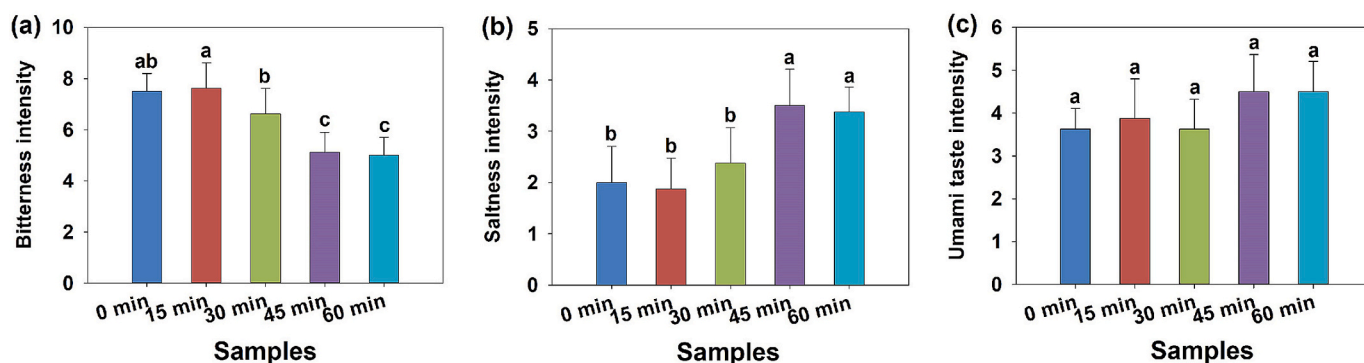 (a)
Bitterness intensity
10
8
6
4
2
0
ab
a
b
c
c
0 min
15 min
30 min
45 min
60 min
Samples
(b)
Saltness intensity
5
4
3
2
1
0
b
b
b
a
a
0 min
15 min
30 min
45 min
60 min
Samples
(c)
Umami taste intensity
6
5
4
3
2
1
0
a
a
a
a
a
0 min
15 min
30 min
45 min
60 min
Samples